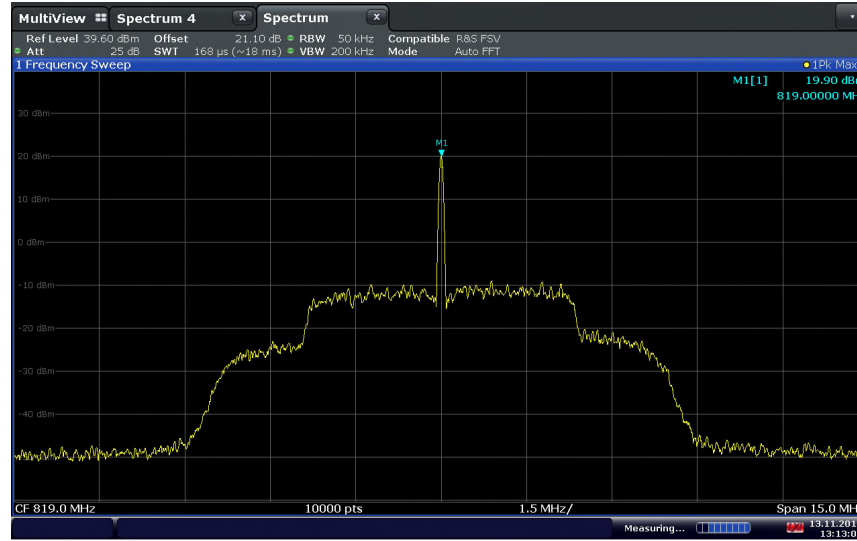 MultiView Spectrum 4 X Spectrum X
Ref Level 39.60 dBm Offset 21.10 dB RBW 50 kHz Compatible R&S FSV
Att 25 dB SWT 168 µs (~18 ms) VBW 200 kHz Mode Auto FFT
1 Frequency Sweep 1Pk Max
M1[1] 19.90 dB
819.00000 MH
30 dBm
M1
20 dBm
10 dBm
0 dBm
-10 dBm
-20 dBm
-30 dBm
-40 dBm
CF 819.0 MHz 10000 pts 1.5 MHz/ Span 15.0 MH
Measuring... 13.11.201
13:13:0